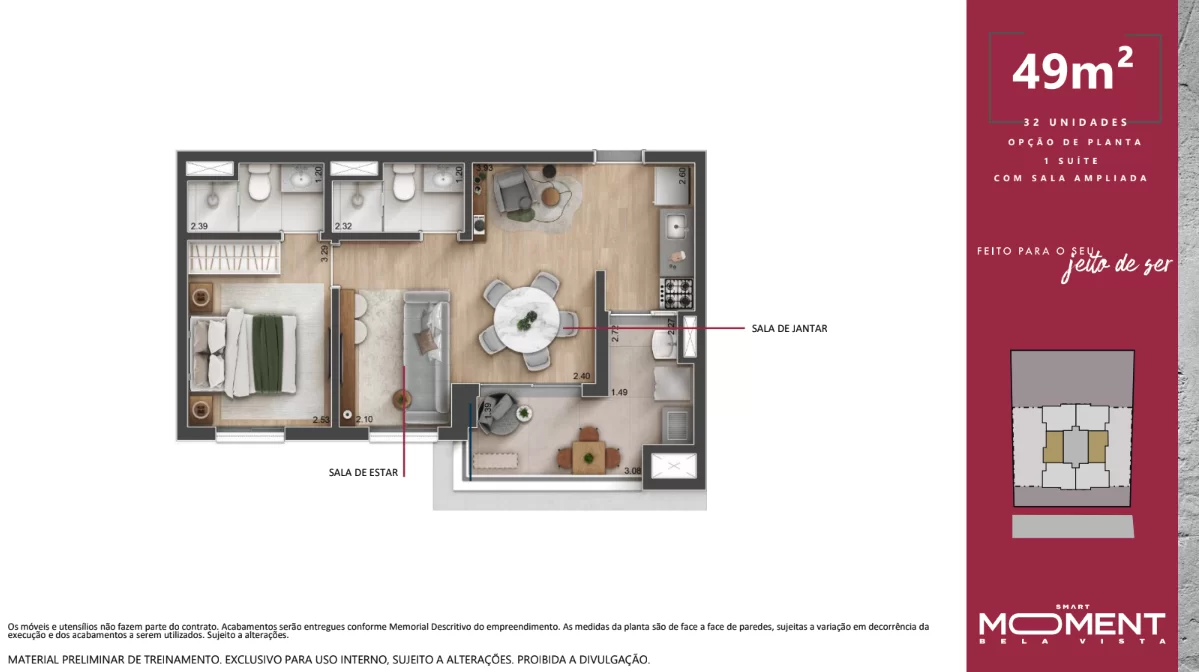 49m²
32 UNIDADES
OPÇÃO DE PLANTA
1 SUÍTE
COM SALA AMPLIADA
FEITO PARA O SEU
jeito de ser
1.20
1.20
2.60
2.39
2.32
3.29
SALA DE JANTAR
2.27
2.72
2.40
1.49
1.39
2.53
2.10
SALA DE ESTAR
3.08
SMART
MOMENT
BELA VISTA
Os móveis e utensílios não fazem parte do contrato. Acabamentos serão entregues conforme Memorial Descritivo do empreendimento. As medidas da planta são de face a face de paredes, sujeitas a variação em decorrência da
execução e dos acabamentos a serem utilizados. Sujeito a alterações.
MATERIAL PRELIMINAR DE TREINAMENTO. EXCLUSIVO PARA USO INTERNO, SUJEITO A ALTERAÇÕES. PROIBIDA A DIVULGAÇÃO.